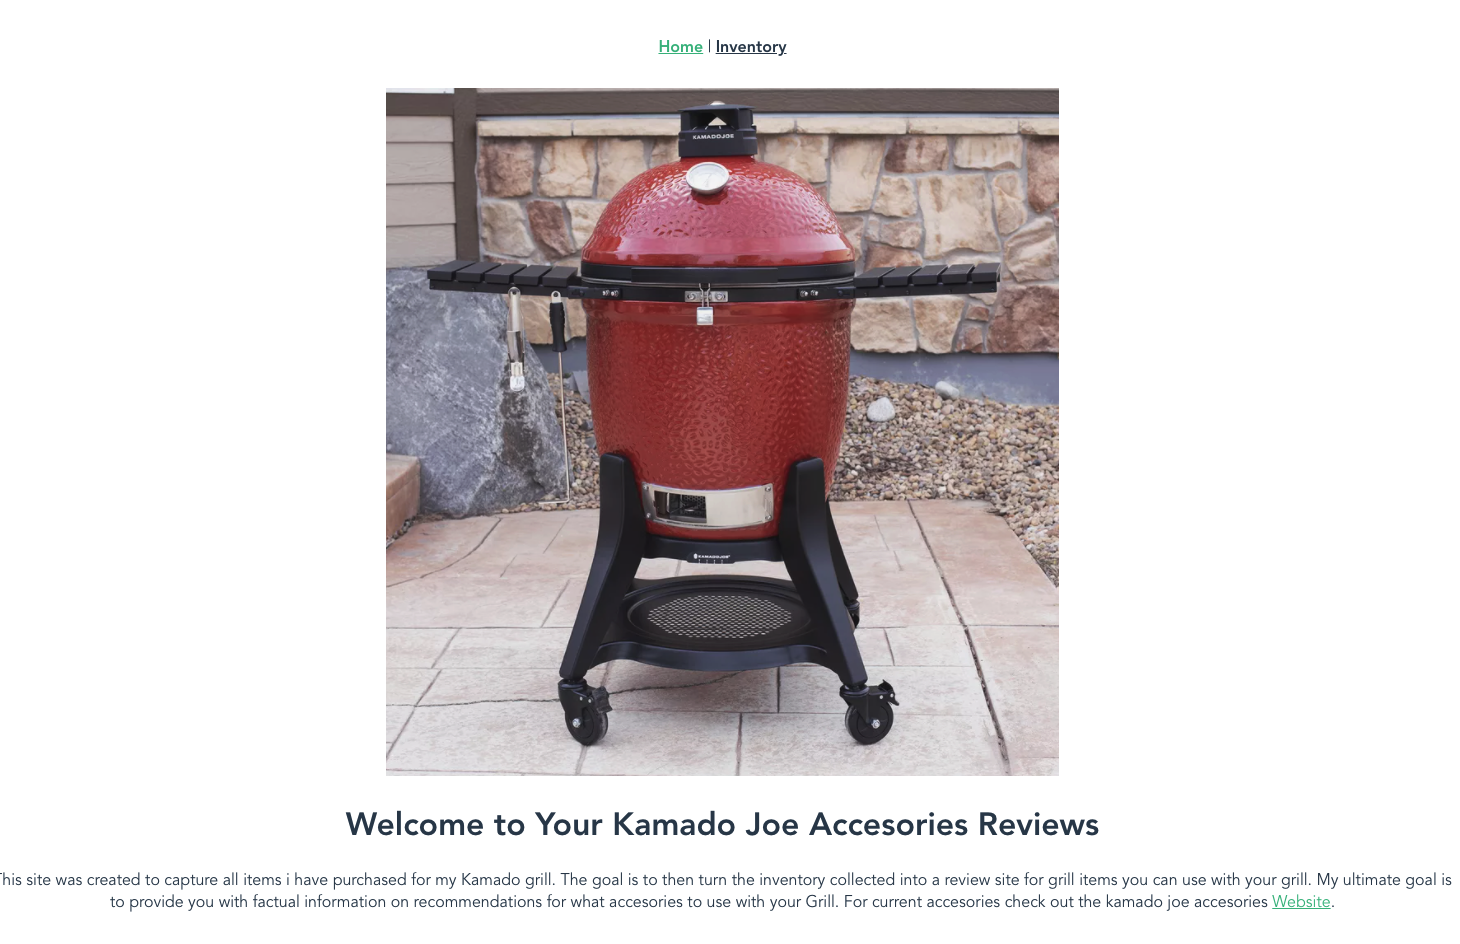 Home | Inventory
KAMADOJOE
KAMADOJOE
Welcome to Your Kamado Joe Accesories Reviews
This site was created to capture all items i have purchased for my Kamado grill. The goal is to then turn the inventory collected into a review site for grill items you can use with your grill. My ultimate goal is
to provide you with factual information on recommendations for what accesories to use with your Grill. For current accesories check out the kamado joe accesories Website.